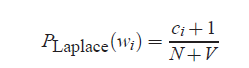 P_Laplace(w_i) = (c_i + 1) / (N + V)